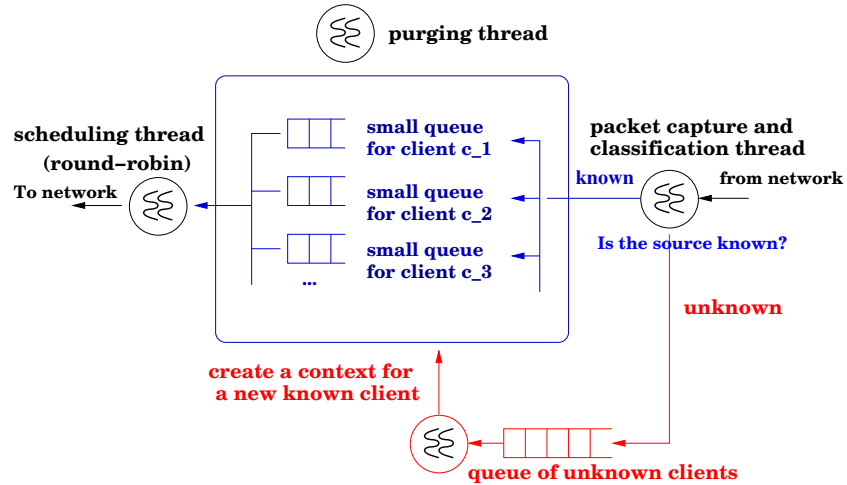 purging thread
scheduling thread
(round−robin)
To network
small queue
for client c_1
small queue
for client c_2
small queue
for client c_3
...
packet capture and
classification thread
known
from network
Is the source known?
unknown
create a context for
a new known client
queue of unknown clients